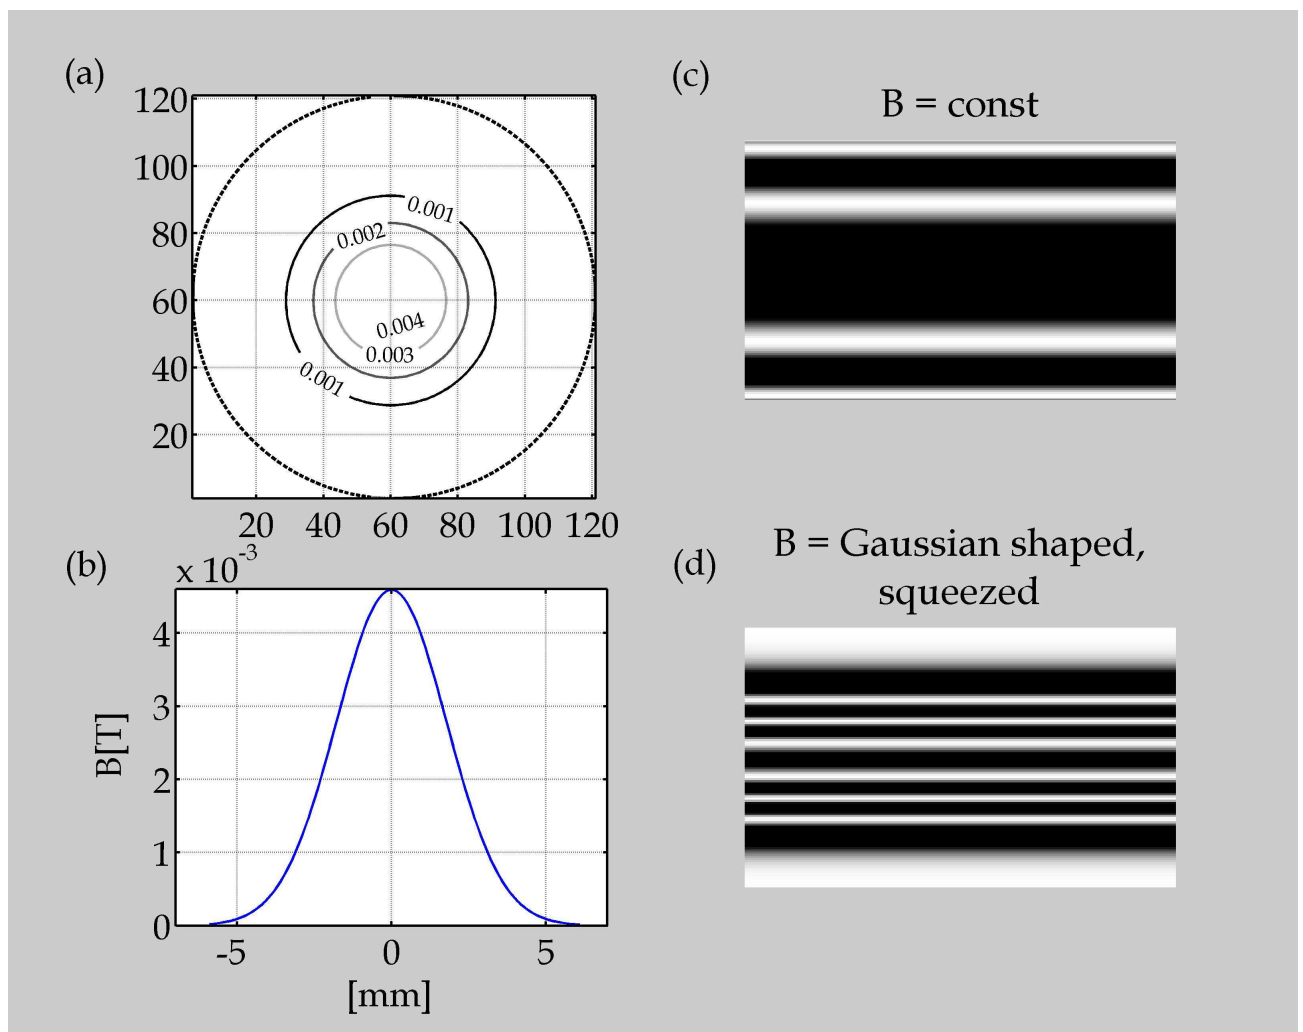 (a)
120
100
80
60
40
20
0.001
0.002
0.004
0.003
0.001
20 40 60 80 100 120
(b)
x 10-3
4
3
2
1
0
B[T]
-5 0 5
[mm]
(c)
B = const
(d)
B = Gaussian shaped,
squeezed